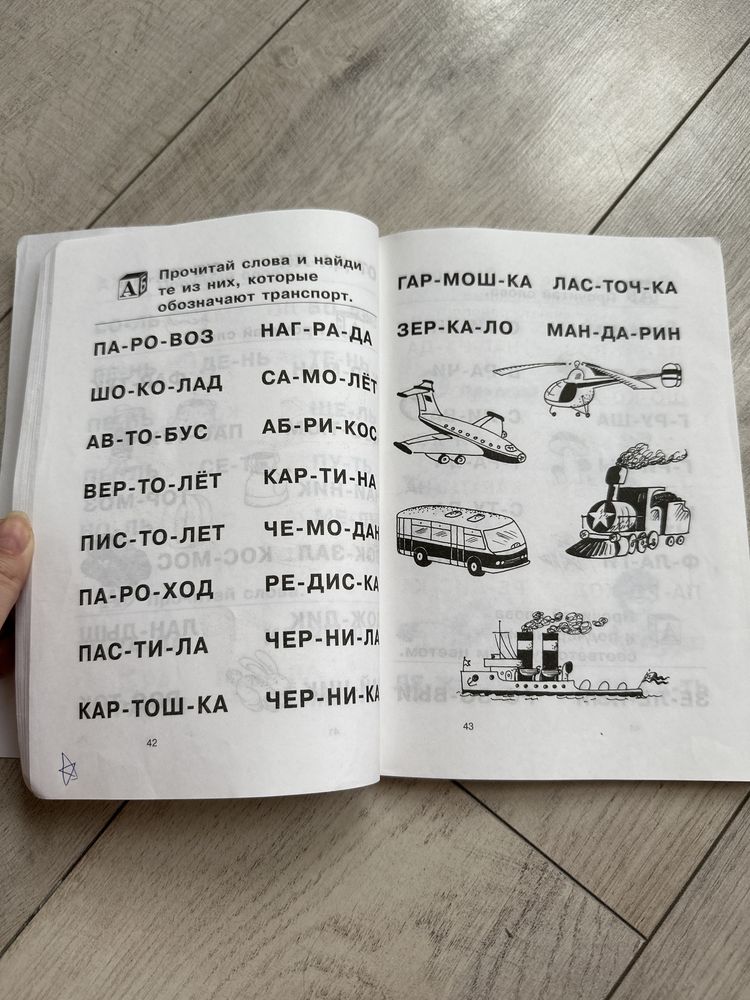 Прочитай слова и найди
те из них, которые
обозначают транспорт.
ПА-РО-ВОЗ НАГ-РА-ДА
ШО-КО-ЛАД СА-МО-ЛЁТ
АВ-ТО-БУС АБ-РИ-КОС
ВЕР-ТО-ЛЁТ КАР-ТИ-НА
ПИС-ТО-ЛЕТ ЧЕ-МО-ДАН
ПА-РО-ХОД РЕ-ДИС-КА
ПАС-ТИ-ЛА ЧЕР-НИ-ЛА
КАР-ТОШ-КА ЧЕР-НИ-КА
42
ГАР-МОШ-КА ЛАС-ТОЧ-КА
ЗЕР-КА-ЛО МАН-ДА-РИН
43